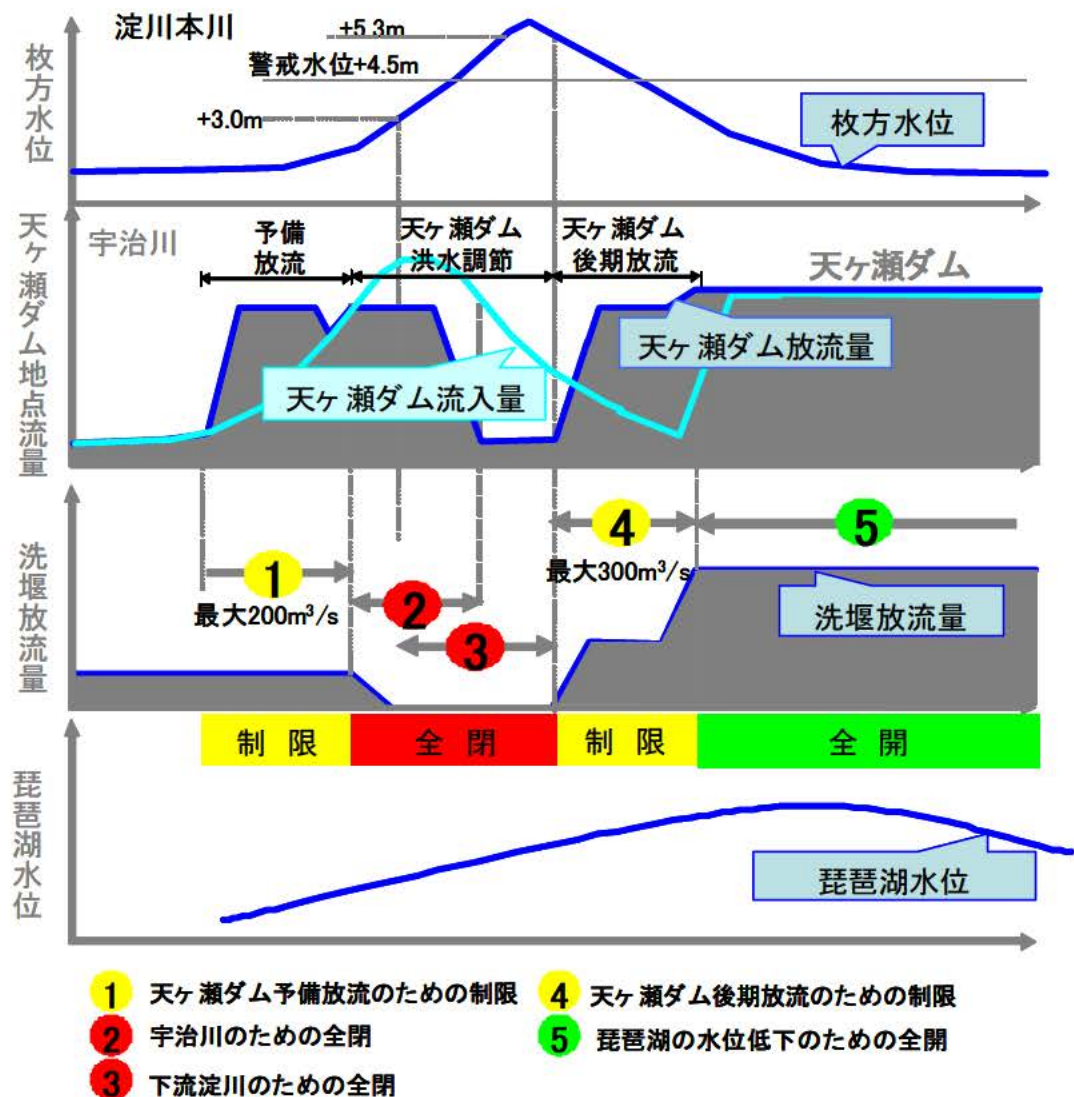 淀川本川
+5.3m
警戒水位+4.5m
+3.0m
枚方水位
枚方水位
宇治川
予備
放流
天ヶ瀬ダム
洪水調節
天ヶ瀬ダム
後期放流
天ヶ瀬ダム
天ヶ瀬ダム放流量
天ヶ瀬ダム流入量
天ヶ瀬ダム地点流量
1
最大200m³/s
2
3
4
最大300m³/s
5
洗堰放流量
洗堰放流量
制限
全閉
制限
全開
琵琶湖水位
琵琶湖水位
1 天ヶ瀬ダム予備放流のための制限
2 宇治川のための全閉
3 下流淀川のための全閉
4 天ヶ瀬ダム後期放流のための制限
5 琵琶湖の水位低下のための全開